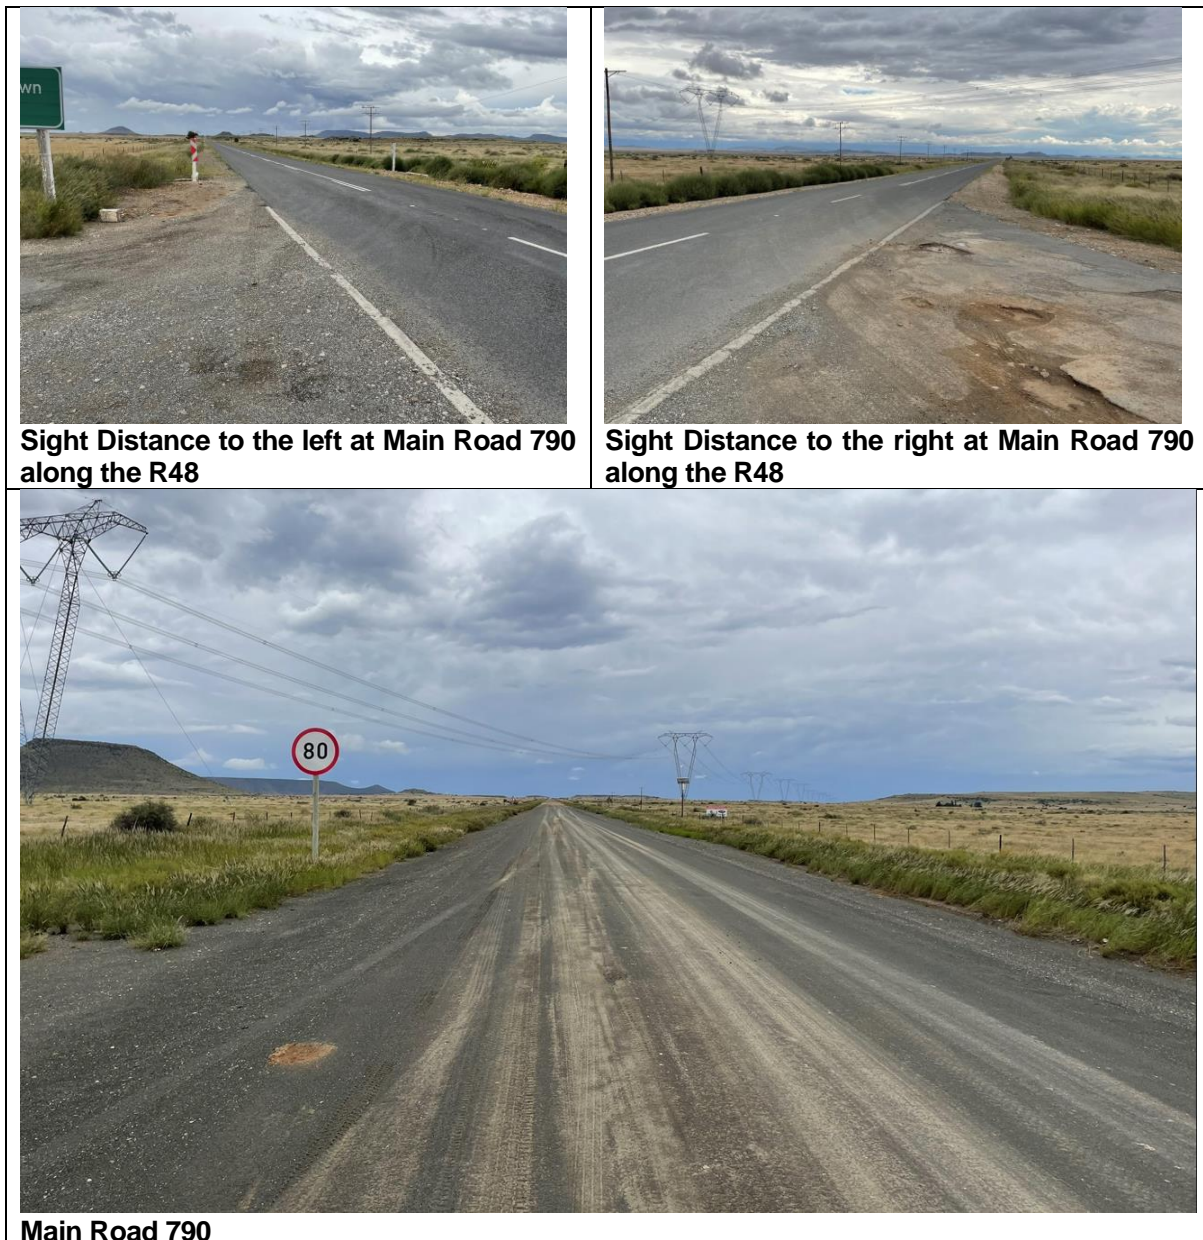 wn
Sight Distance to the left at Main Road 790
along the R48
Sight Distance to the right at Main Road 790
along the R48
80
Main Road 790